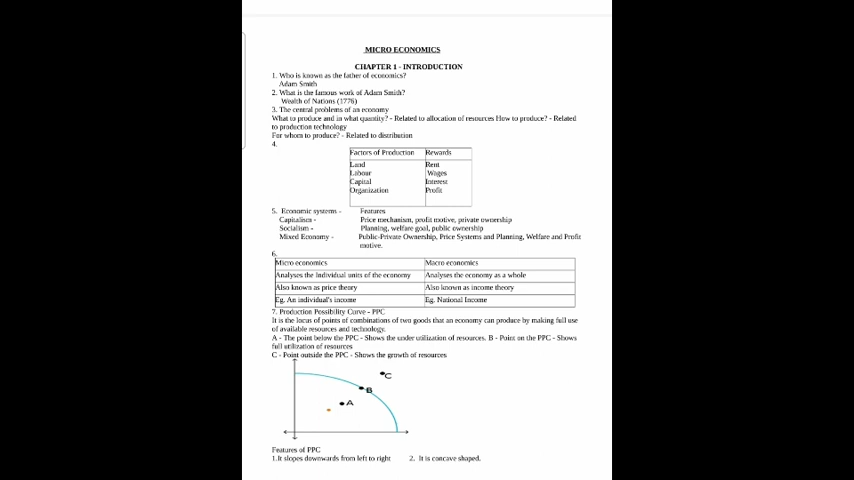 MICRO ECONOMICS
CHAPTER 1 - INTRODUCTION
1. Who is known as the father of economics?
Adam Smith
2. What is the famous work of Adam Smith?
Wealth of Nations (1776)
3. The central problems of an economy
What to produce and in what quantity? - Related to allocation of resources How to produce? - Related
to production technology
For whom to produce? - Related to distribution
4.
Factors of Production Rewards
Land Rent
Labour Wages
Capital Interest
Organization Profit
5. Economic systems - Features
Capitalism - Price mechanism, profit motive, private ownership
Socialism - Planning, welfare goal, public ownership
Mixed Economy - Public-Private Ownership, Price Systems and Planning, Welfare and Profit
motive.
6.
Micro economics Macro economics
Analyses the Individual units of the economy Analyses the economy as a whole
Also known as price theory Also known as income theory
Eg. An individual's income Eg. National Income
7. Production Possibility Curve - PPC
It is the locus of points of combinations of two goods that an economy can produce by making full use
of available resources and technology.
A - The point below the PPC - Shows the under utilization of resources. B - Point on the PPC - Shows
full utilization of resources
C - Point outside the PPC - Shows the growth of resources
C
B
A
Features of PPC
1.It slopes downwards from left to right 2. It is concave shaped.